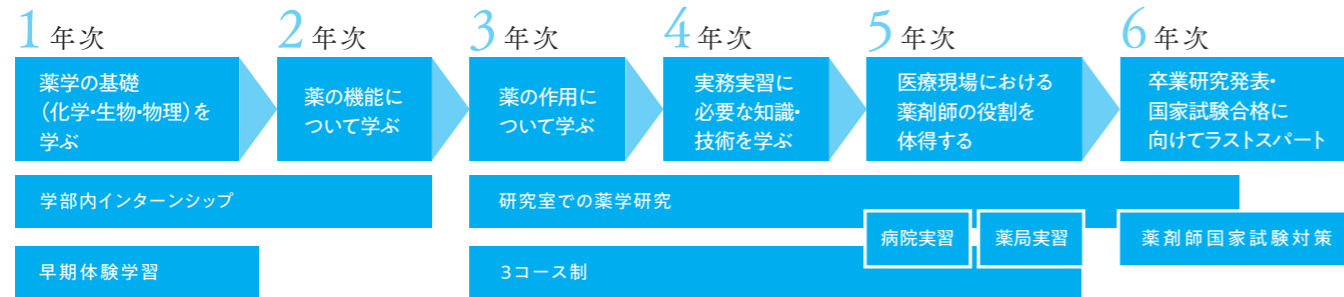 1年次
2年次
3年次
4年次
5年次
6年次
薬学の基礎
(化学・生物・物理)を
学ぶ
薬の機能に
ついて学ぶ
薬の作用に
ついて学ぶ
実務実習に
必要な知識・
技術を学ぶ
医療現場における
薬剤師の役割を
体得する
卒業研究発表・
国家試験合格に
向けてラストスパート
学部内インターンシップ
研究室での薬学研究
病院実習
薬局実習
薬剤師国家試験対策
早期体験学習
3コース制